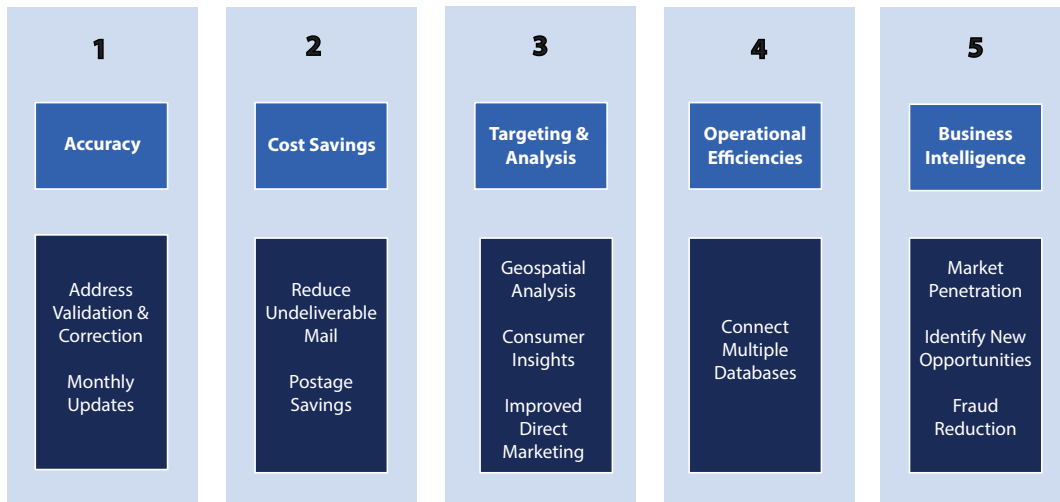 1
Accuracy
Address
Validation &
Correction
Monthly
Updates
2
Cost Savings
Reduce
Undeliverable
Mail
Postage
Savings
3
Targeting &
Analysis
Geospatial
Analysis
Consumer
Insights
Improved
Direct
Marketing
4
Operational
Efficiencies
Connect
Multiple
Databases
5
Business
Intelligence
Market
Penetration
Identify New
Opportunities
Fraud
Reduction